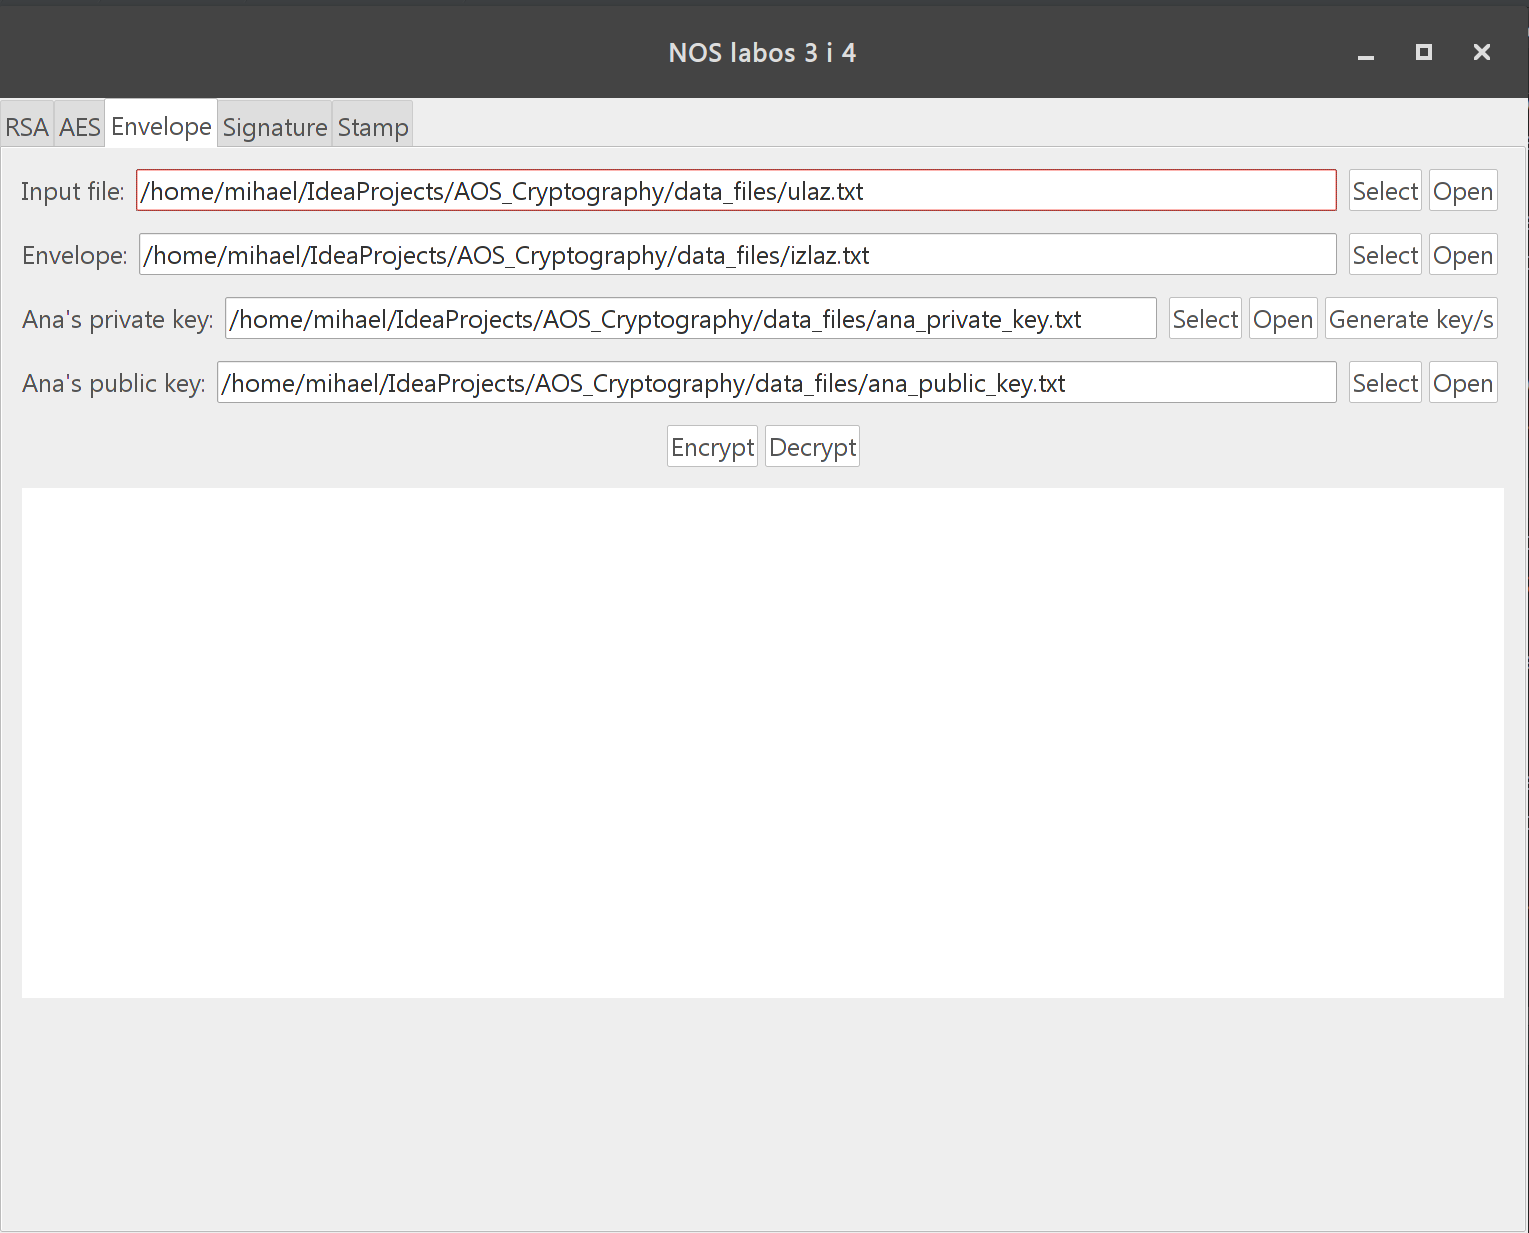 NOS labos 3 i 4
RSA AES Envelope Signature Stamp
Input file: /home/mihael/IdeaProjects/AOS_Cryptography/data_files/ulaz.txt Select Open
Envelope: /home/mihael/IdeaProjects/AOS_Cryptography/data_files/izlaz.txt Select Open
Ana's private key: /home/mihael/IdeaProjects/AOS_Cryptography/data_files/ana_private_key.txt Select Open Generate key/s
Ana's public key: /home/mihael/IdeaProjects/AOS_Cryptography/data_files/ana_public_key.txt Select Open
Encrypt Decrypt